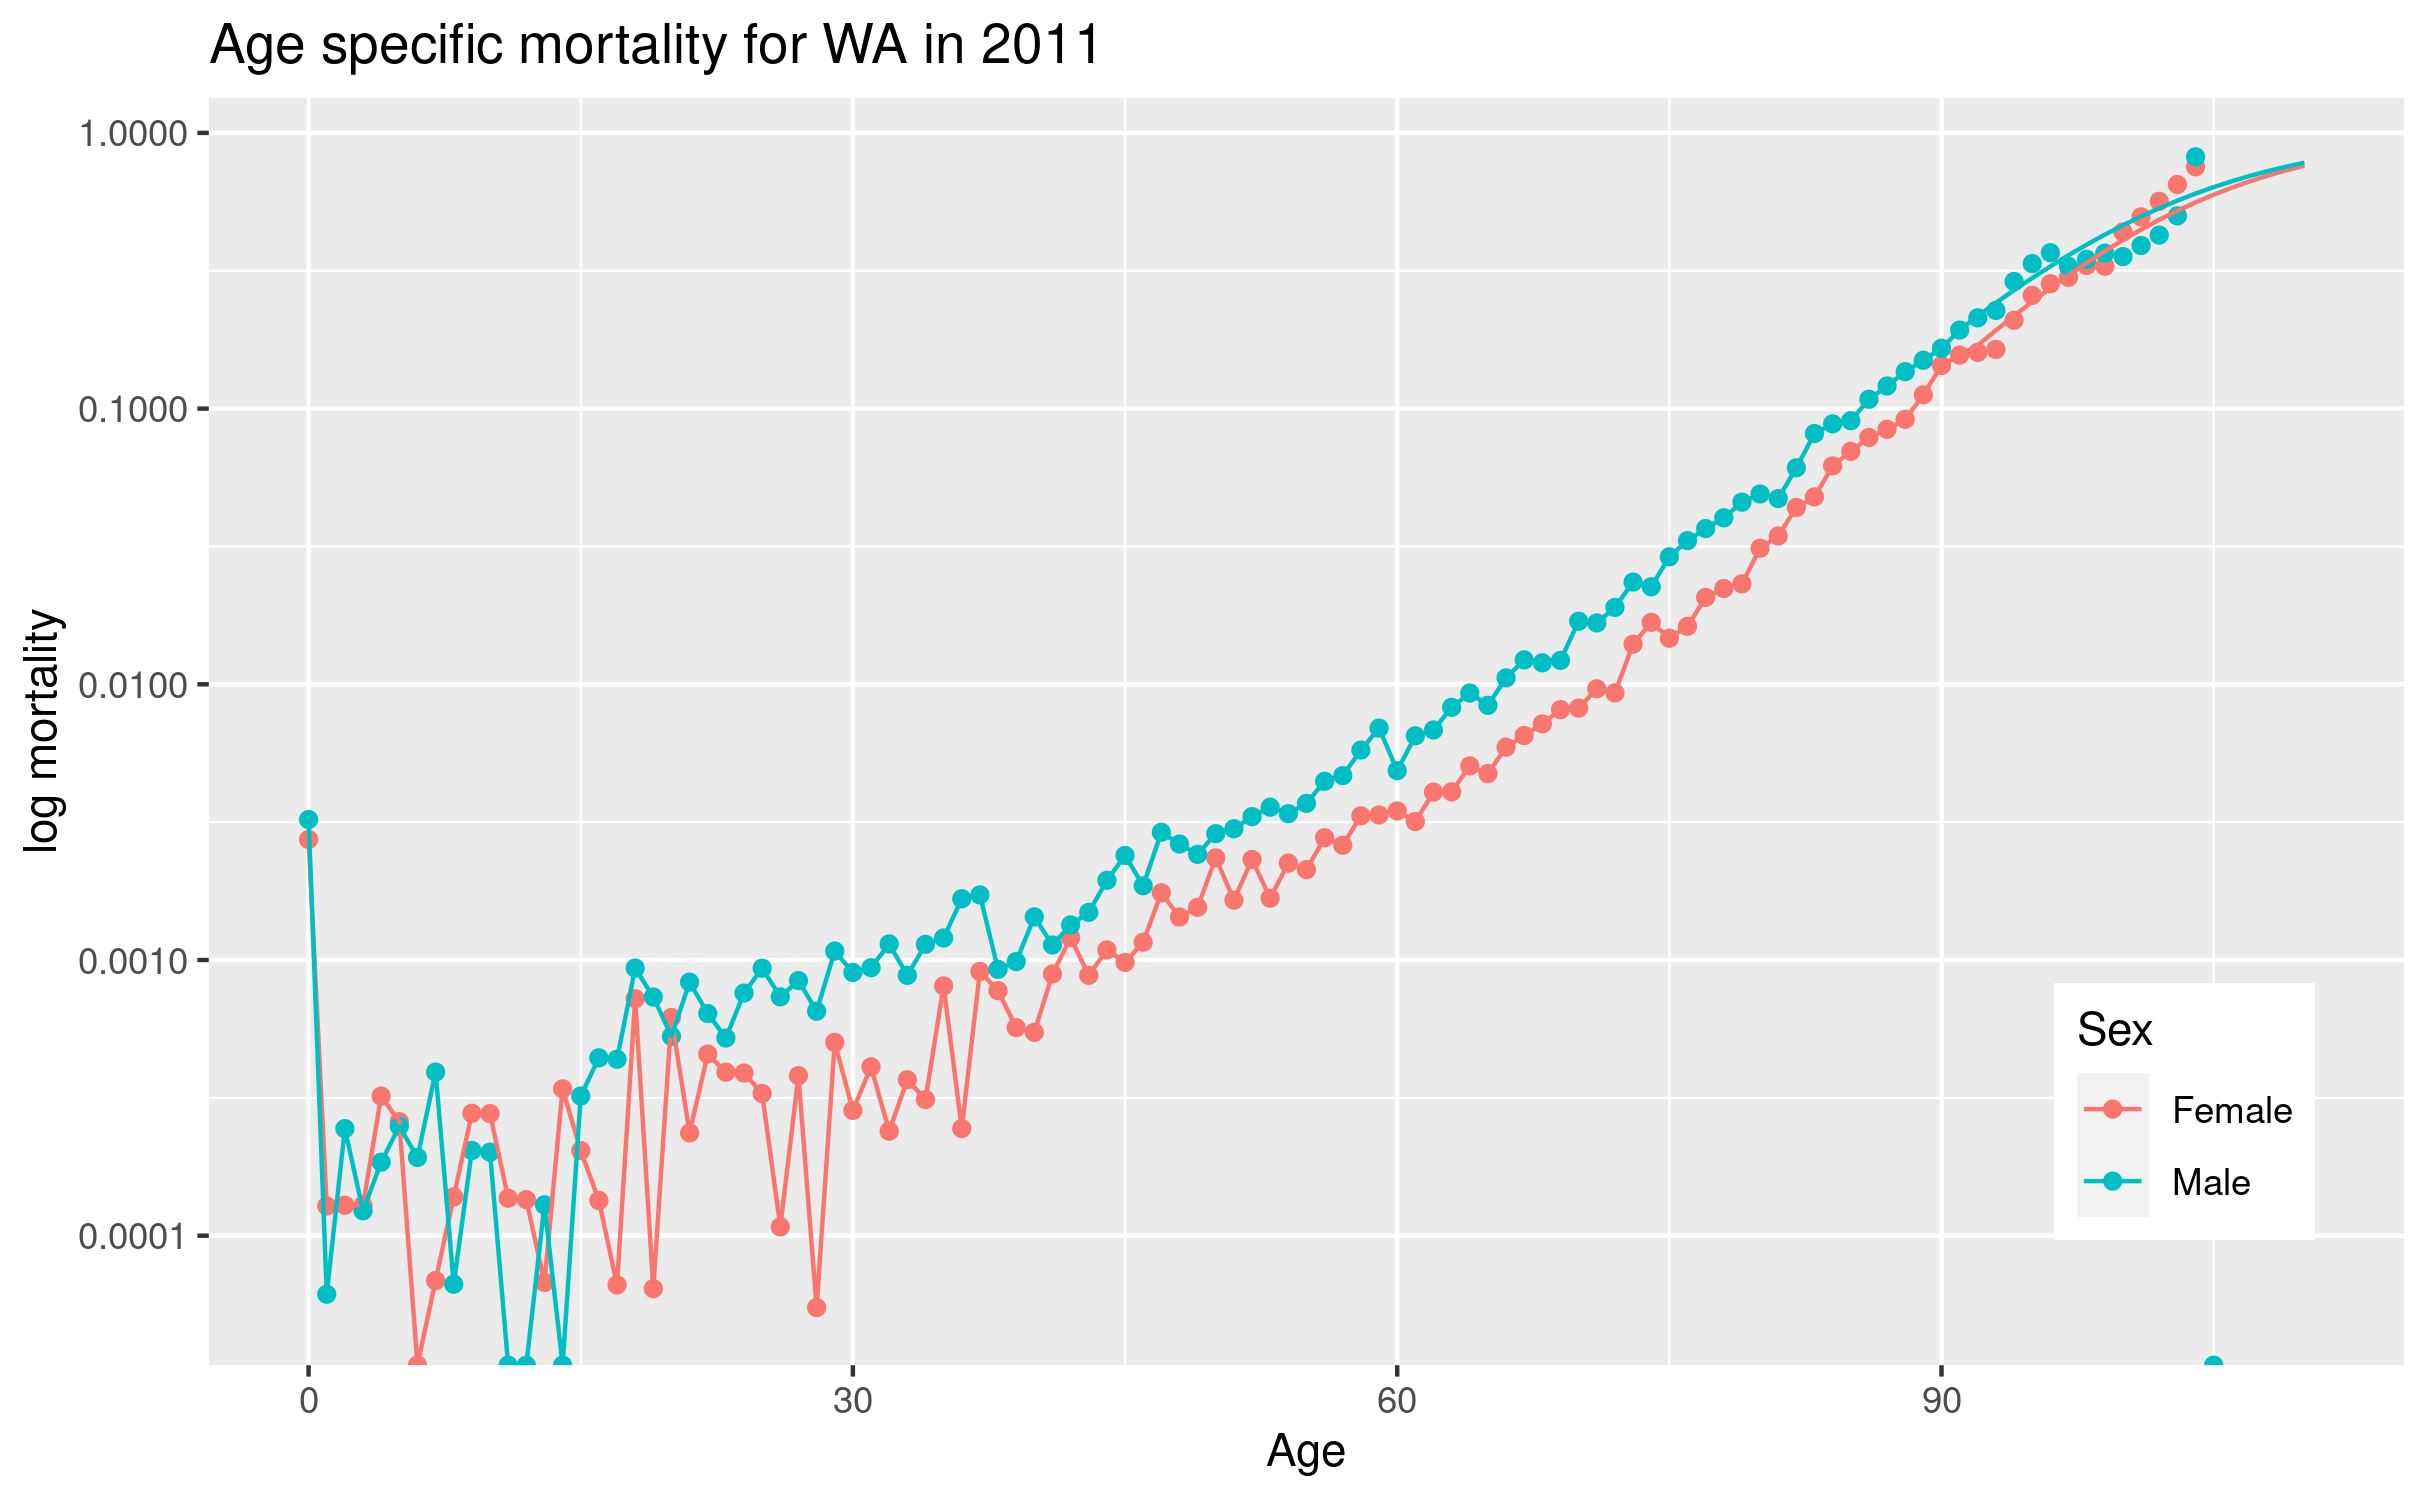 Age specific mortality for WA in 2011
1.0000
0.1000
0.0100
0.0010
0.0001
log mortality
0 30 60 90
Age
Sex
Female
Male